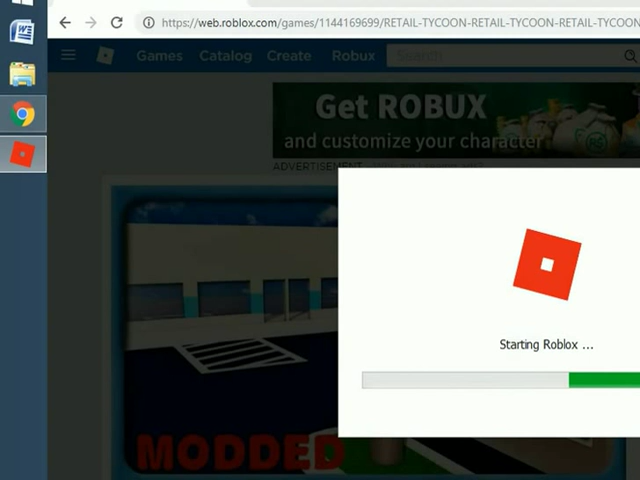 https://web.roblox.com/games/1144169699/RETAIL-TYCOON-RETAIL-TYCOON-RETAIL-TYCOON
Games Catalog Create Robux Search
Get ROBUX
and customize your character
ADVERTISEMENT
Starting Roblox ...
MODDED